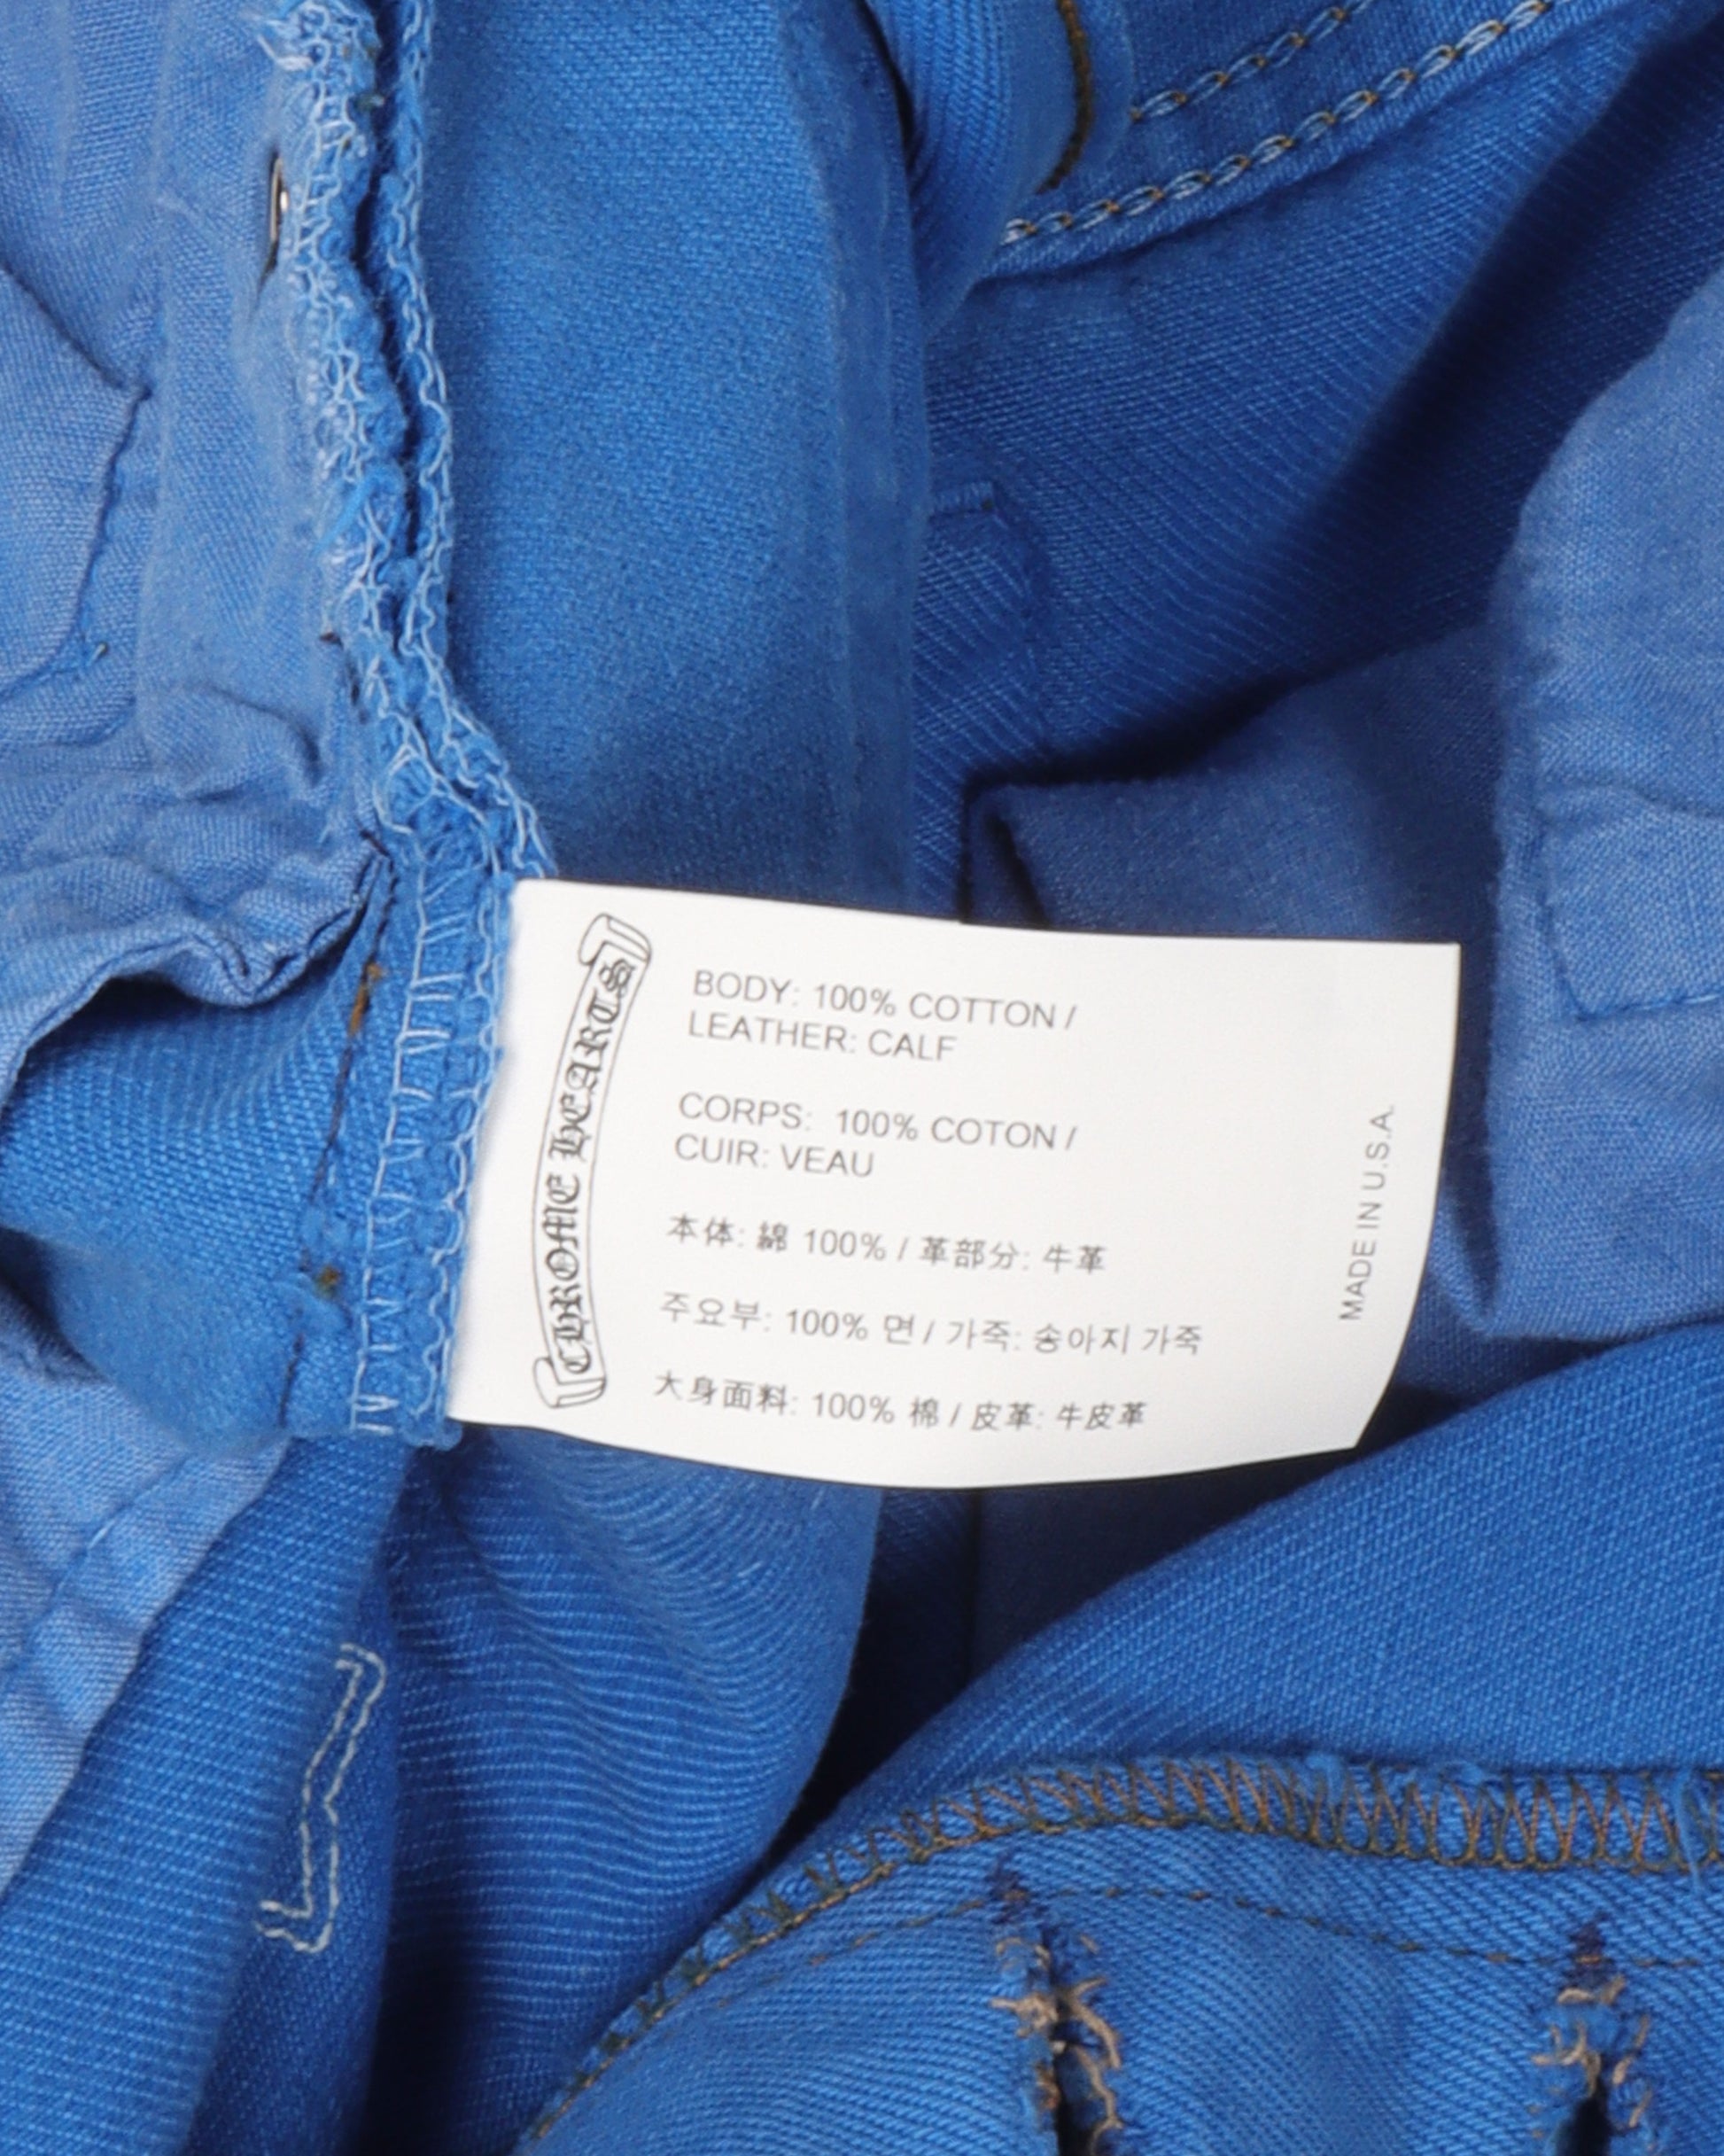 CHROME HEARTS
BODY: 100% COTTON /
LEATHER: CALF
CORPS: 100% COTON /
CUIR: VEAU
本体: 綿 100% / 革部分: 牛革
주요부: 100% 면 / 가죽: 송아지 가죽
大身面料: 100% 棉 / 皮革: 牛皮革
MADE IN U.S.A.